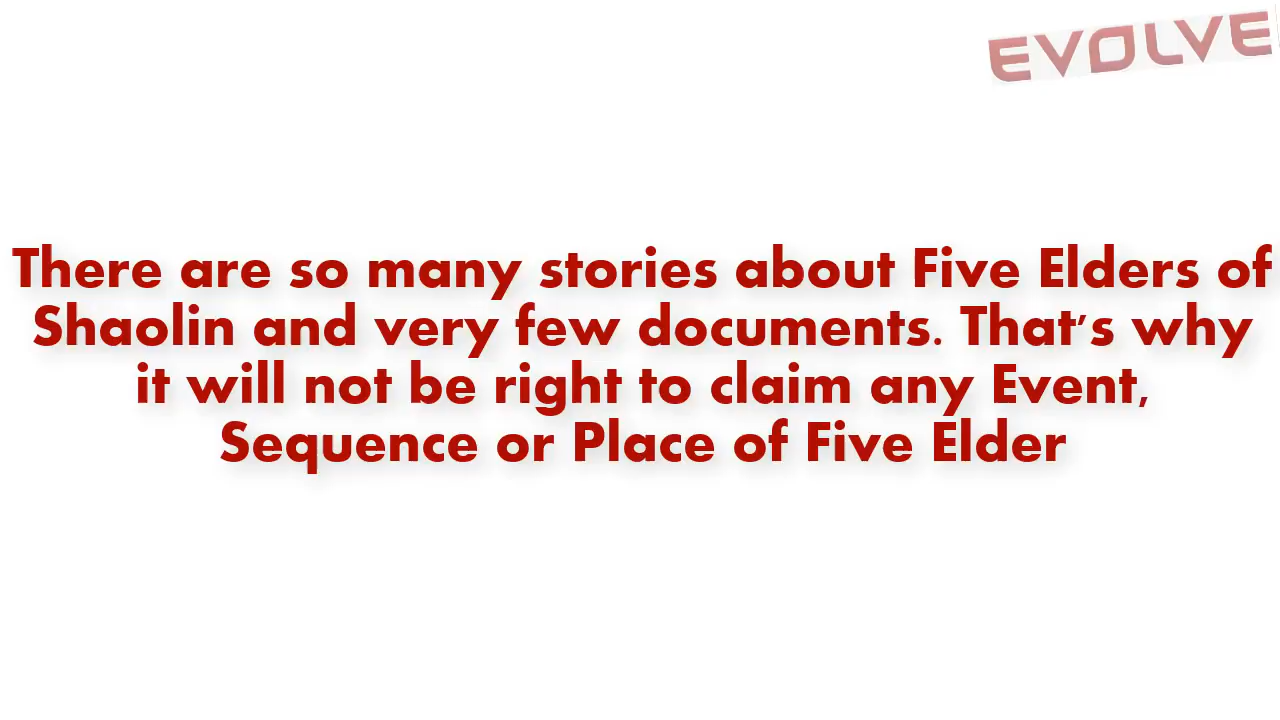 EVOLVE
There are so many stories about Five Elders of
Shaolin and very few documents. That's why
it will not be right to claim any Event,
Sequence or Place of Five Elder